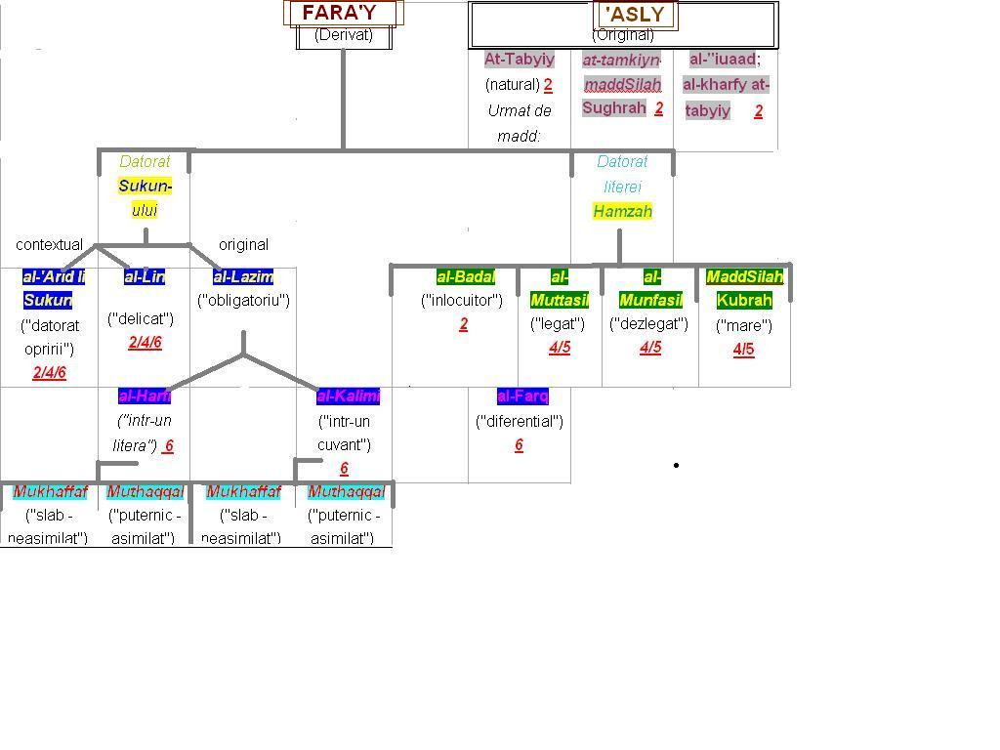 FARA'Y
(Derivat)
'ASLY
(Original)
At-Tabyiy
(natural) 2
Urmat de
madd:
at-tamkiyn
maddSilah
Sughrah 2
al-"iuaad;
al-kharfy at-
tabyiy 2
Datorat
Sukun-
ului
Datorat
literei
Hamzah
contextual
original
al-'Arid li
Sukun
("datorat
opririi")
2/4/6
al-Lin
("delicat")
2/4/6
al-Lazim
("obligatoriu")
al-Badal
("inlocuitor")
2
al-
Muttasil
("legat")
4/5
al-
Munfasil
("dezlegat")
4/5
MaddSilah
Kubrah
("mare")
4/5
al-Harfi
("intr-un
litera") 6
al-Kalimi
("intr-un
cuvant")
6
al-Farq
("diferential")
6
Mukhaffaf
("slab -
neasimilat")
Muthaqqal
("puternic -
asimilat")
Mukhaffaf
("slab -
neasimilat")
Muthaqqal
("puternic -
asimilat")